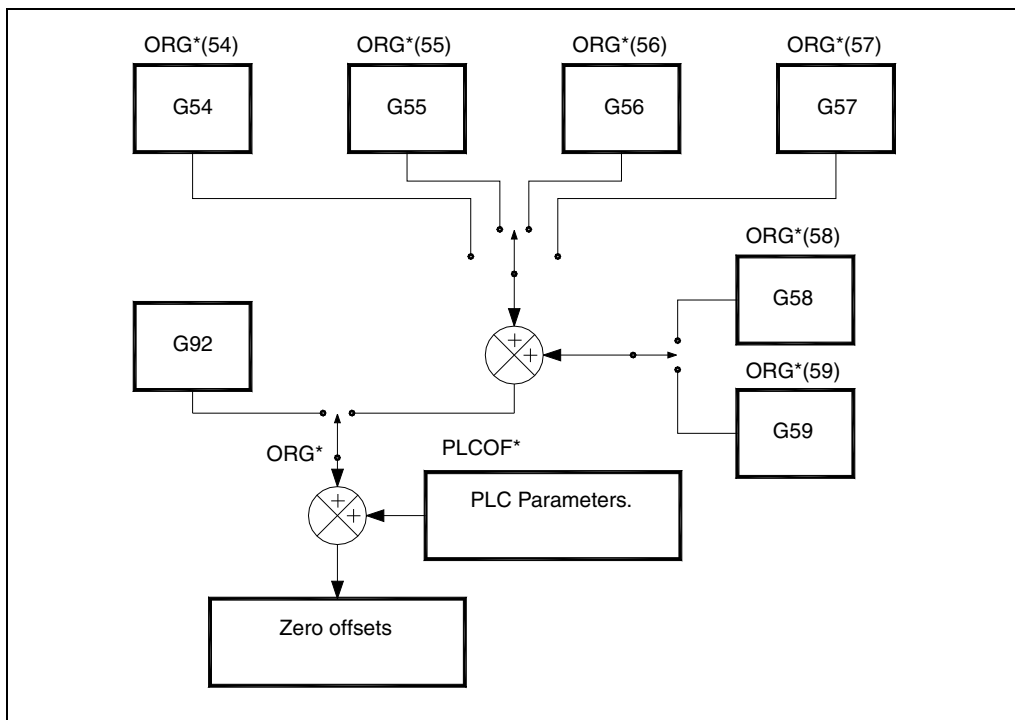 ORG*(54)
ORG*(55)
ORG*(56)
ORG*(57)
G54
G55
G56
G57
ORG*(58)
G58
G92
+
+
ORG*(59)
G59
ORG*
PLCOF*
PLC Parameters.
+
+
Zero offsets